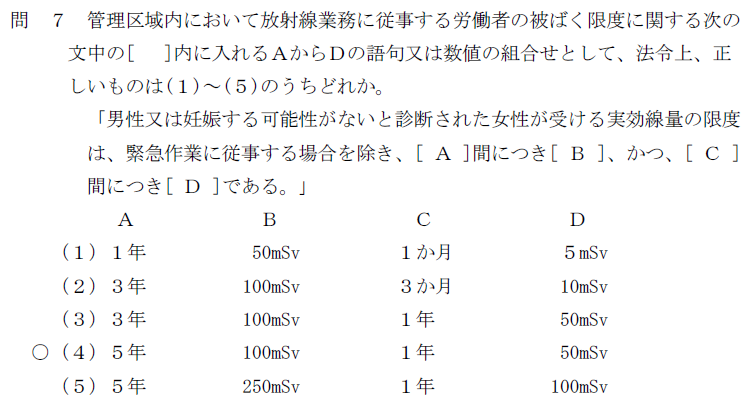 問　７　管理区域内において放射線業務に従事する労働者の被ばく限度に関する次の
文中の[　　]内に入れるＡからＤの語句又は数値の組合せとして、法令上、正
しいものは(１)～(５)のうちどれか。
「男性又は妊娠する可能性がないと診断された女性が受ける実効線量の限度
は、緊急作業に従事する場合を除き、[　Ａ　]間につき[　Ｂ　]、かつ、[　Ｃ　]
間につき[　Ｄ　]である。」
Ａ　Ｂ　Ｃ　Ｄ
(１) １年　50mSv　１か月　５mSv
(２) ３年　100mSv　３か月　10mSv
(３) ３年　100mSv　１年　50mSv
○(４) ５年　100mSv　１年　50mSv
(５) ５年　250mSv　１年　100mSv